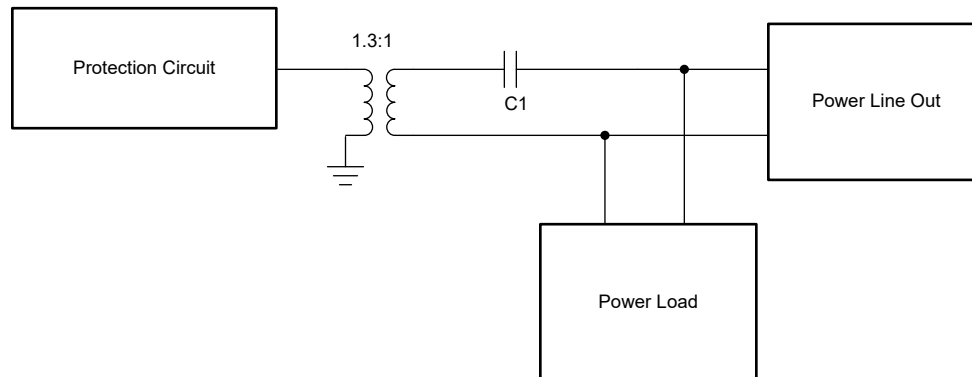 Protection Circuit
1.3:1
C1
Power Line Out
Power Load